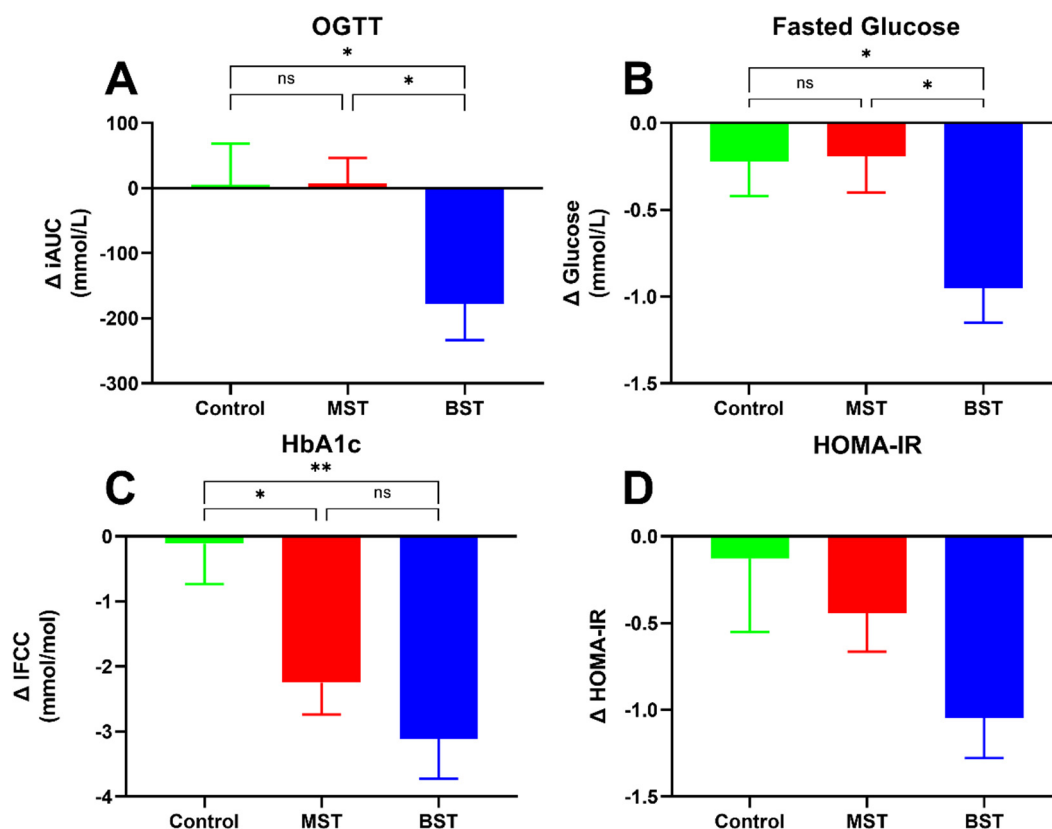 OGTT
A
*
ns
*
Δ iAUC
(mmol/L)
100
0
-100
-200
-300
Control MST BST
Fasted Glucose
B
*
ns
*
Δ Glucose
(mmol/L)
0.0
-0.5
-1.0
-1.5
Control MST BST
HbA1c
C
**
*
ns
Δ IFCC
(mmol/mol)
0
-1
-2
-3
-4
Control MST BST
HOMA-IR
D
Δ HOMA-IR
0.0
-0.5
-1.0
-1.5
Control MST BST